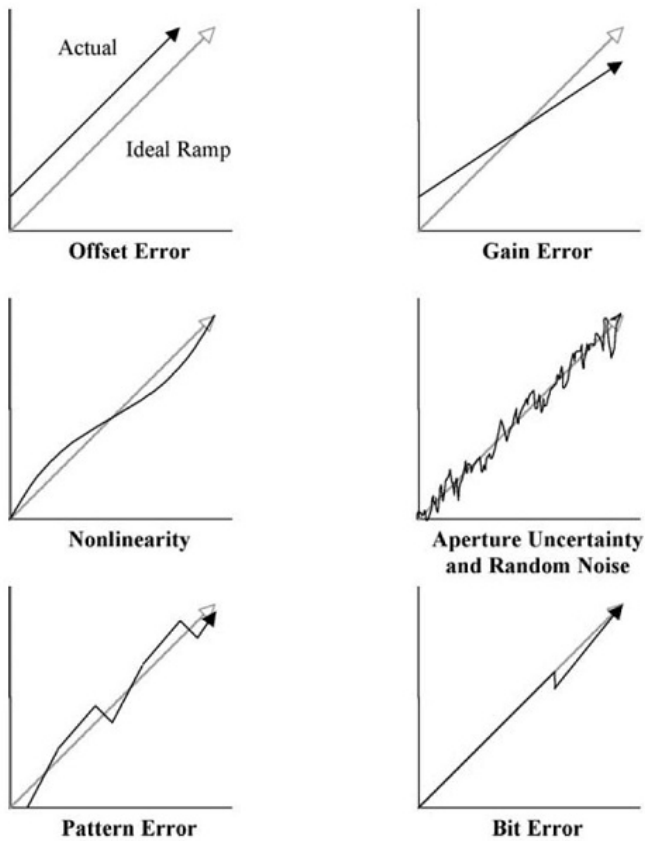 Actual
Ideal Ramp
Offset Error
Gain Error
Nonlinearity
Aperture Uncertainty
and Random Noise
Pattern Error
Bit Error